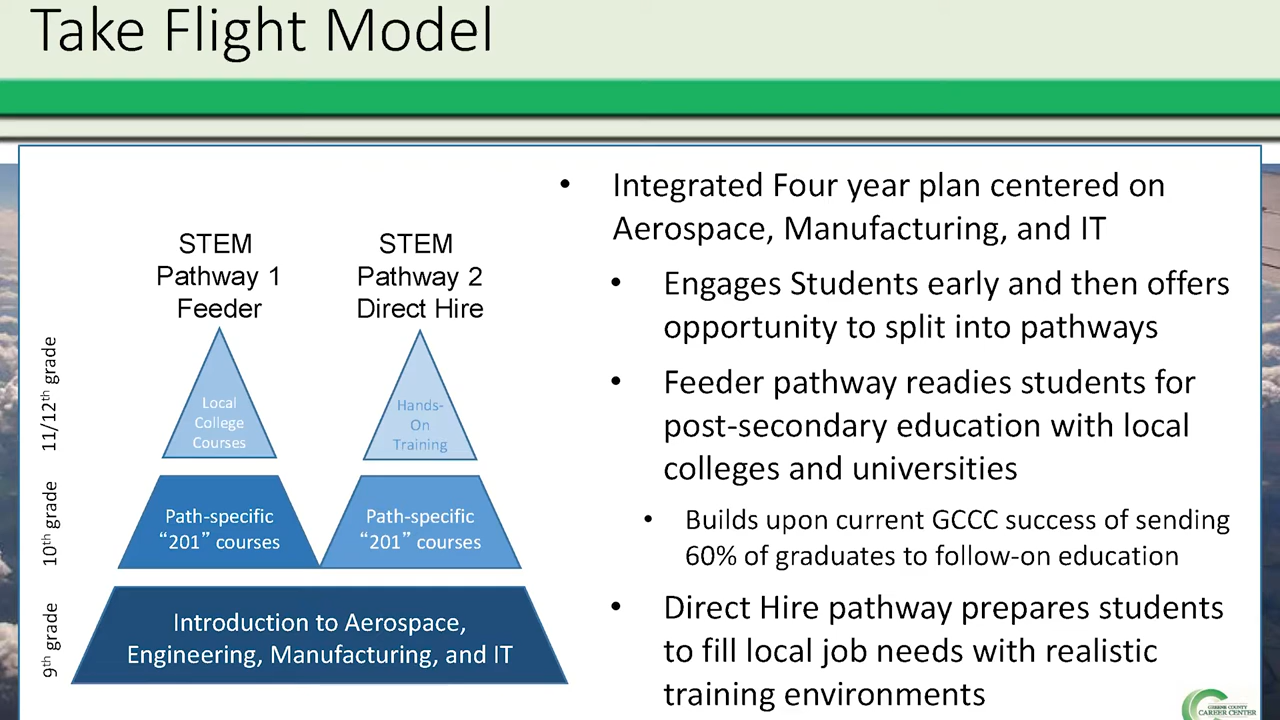 Take Flight Model
STEM
Pathway 1
Feeder
STEM
Pathway 2
Direct Hire
11/12th grade
Local
College
Courses
Hands-
On
Training
10th grade
Path-specific
“201” courses
Path-specific
“201” courses
9th grade
Introduction to Aerospace,
Engineering, Manufacturing, and IT
• Integrated Four year plan centered on
Aerospace, Manufacturing, and IT
• Engages Students early and then offers
opportunity to split into pathways
• Feeder pathway readies students for
post-secondary education with local
colleges and universities
• Builds upon current GCCC success of sending
60% of graduates to follow-on education
• Direct Hire pathway prepares students
to fill local job needs with realistic
training environments
GREENE COUNTY
CAREER CENTER